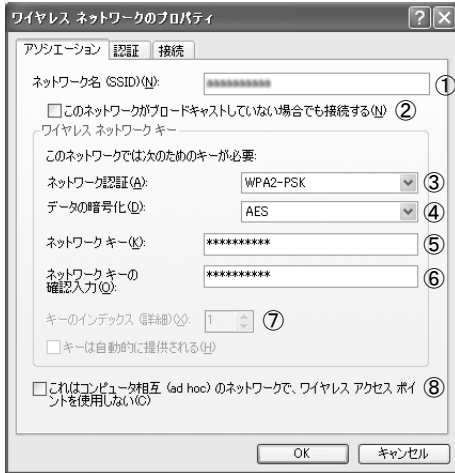 ワイヤレス ネットワークのプロパティ
アソシエーション 認証 接続
ネットワーク名 (SSID)(N): ①
このネットワークがブロードキャストしていない場合でも接続する(N) ②
ワイヤレス ネットワーク キー
このネットワークでは次のためのキーが必要:
ネットワーク認証(A): WPA2-PSK ③
データの暗号化(D): AES ④
ネットワーク キー(K): ********** ⑤
ネットワーク キーの
確認入力(O): ********** ⑥
キーのインデックス (詳細)(X): 1 ⑦
キーは自動的に提供される(H)
これはコンピュータ相互 (ad hoc) のネットワークで、ワイヤレス アクセス ポイ ⑧
ントを使用しない(C)
OK キャンセル